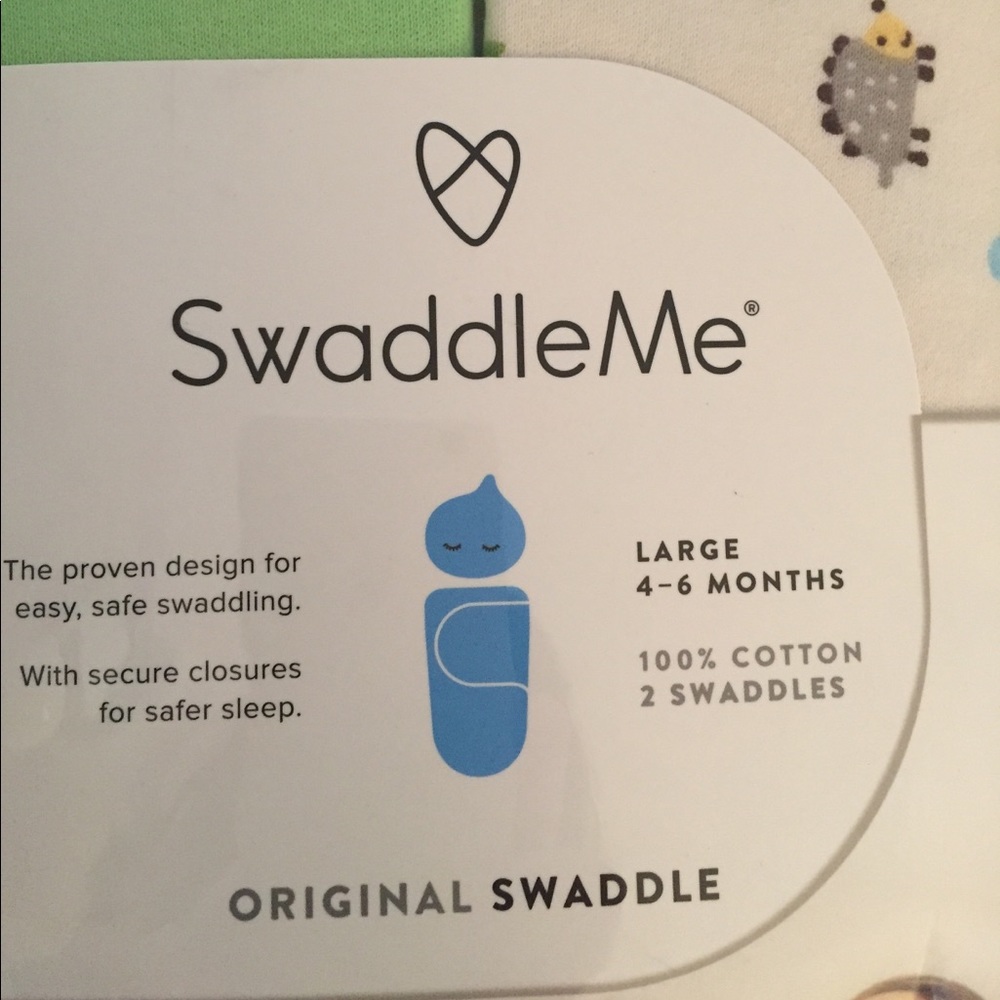 SwaddleMe®
The proven design for
easy, safe swaddling.
With secure closures
for safer sleep.
LARGE
4–6 MONTHS
100% COTTON
2 SWADDLES
ORIGINAL SWADDLE